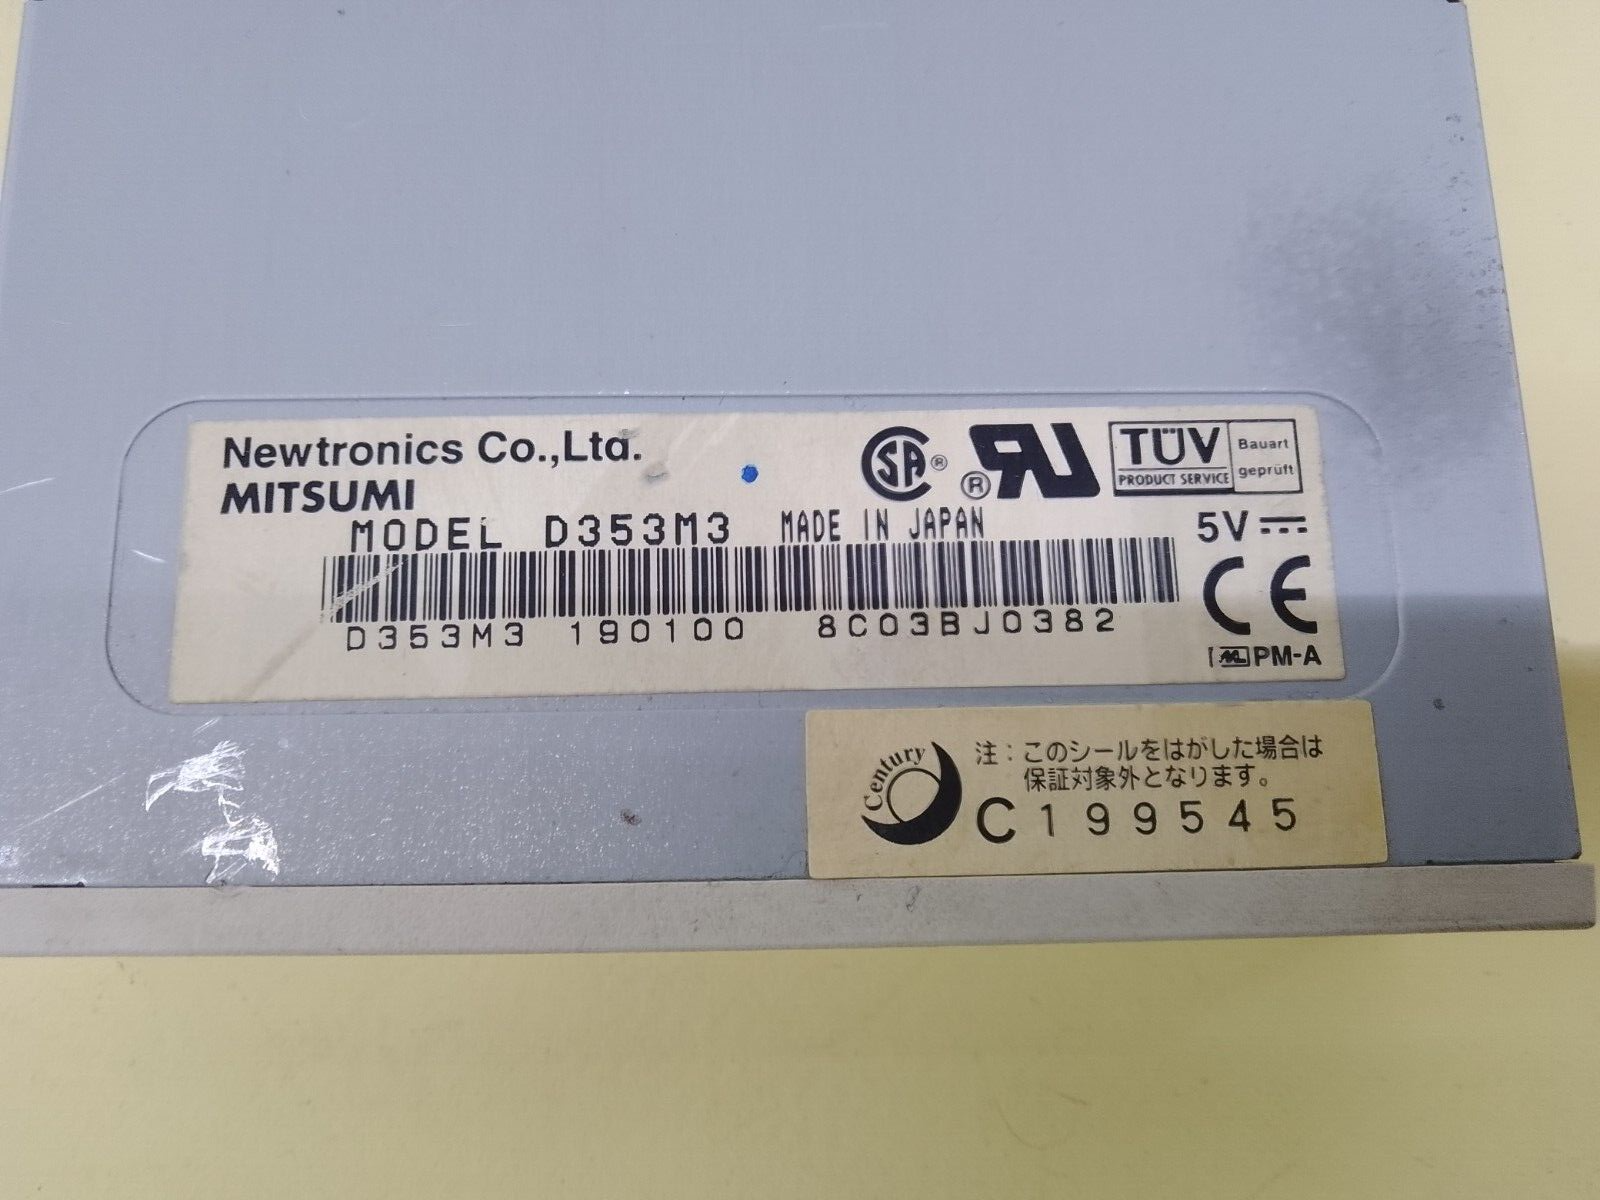 Newtronics Co.,Ltd.
MITSUMI
MODEL D353M3 MADE IN JAPAN
D353M3 190100 8C03BJ0382
SA ®
® RU
TÜV
PRODUCT SERVICE
Bauart
geprüft
5V
CE
PM-A
Century
注：このシールをはがした場合は
保証対象外となります。
C199545